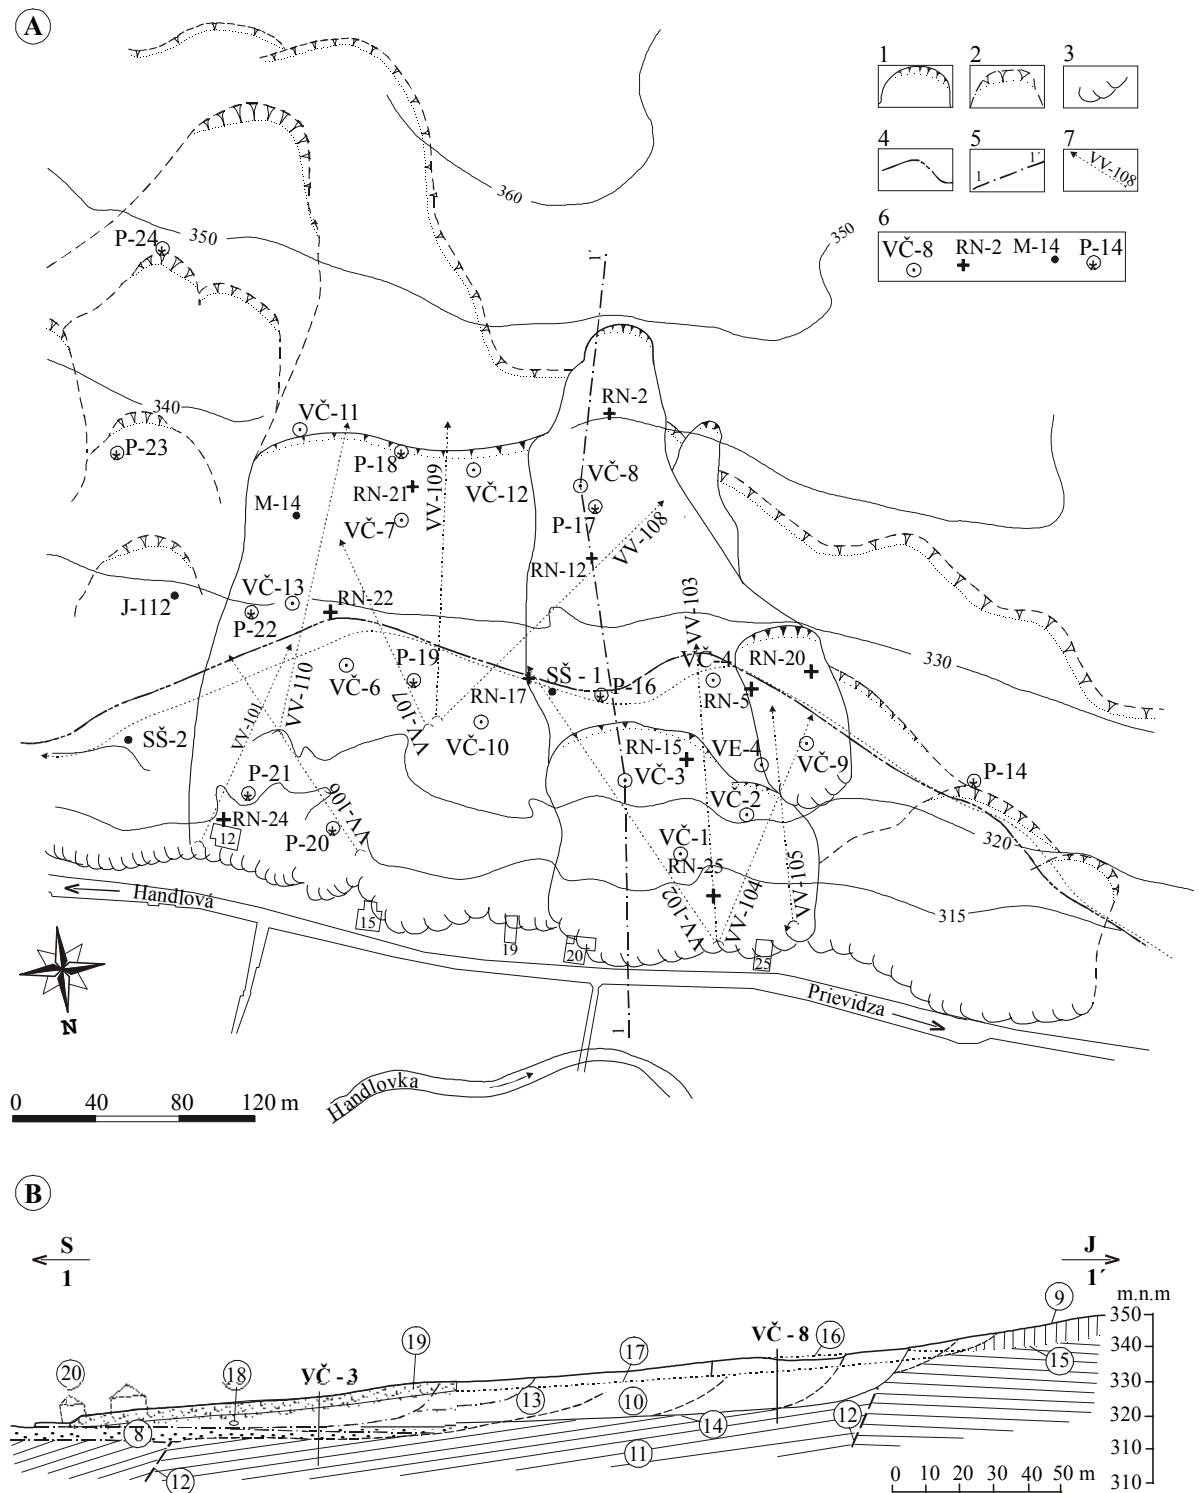 A
1 2 3
4 5 7
1 1´ VV-108
6
VČ-8 RN-2 M-14 P-14
360
350
350
P-24
1´
340
RN-2
VČ-11
P-23
P-18
VV-109
VČ-8
RN-21
VČ-12
M-14
VČ-7
P-17
VV-108
RN-12
VČ-13
J-112
RN-22
VV-103
P-22
330
P-19
VČ-4
RN-20
VČ-6
VV-110
RN-17
SŠ - 1
P-16
RN-5
VV-107
VV-101
VČ-10
SŠ-2
RN-15
VE-4
VČ-9
VČ-3
P-14
P-21
VČ-2
VV-106
RN-24
12
P-20
VČ-1
320
RN-25
VV-102
VV-104
VV-105
Handlová
15
19
20
25
315
Prievidza
N
1
Handlovka
0 40 80 120 m
B
S
1
J
1´
m.n.m
9
350
VČ - 8
16
340
19
17
15
20
18
VČ - 3
13
10
330
8
14
12
320
11
310
12
0 10 20 30 40 50 m
310